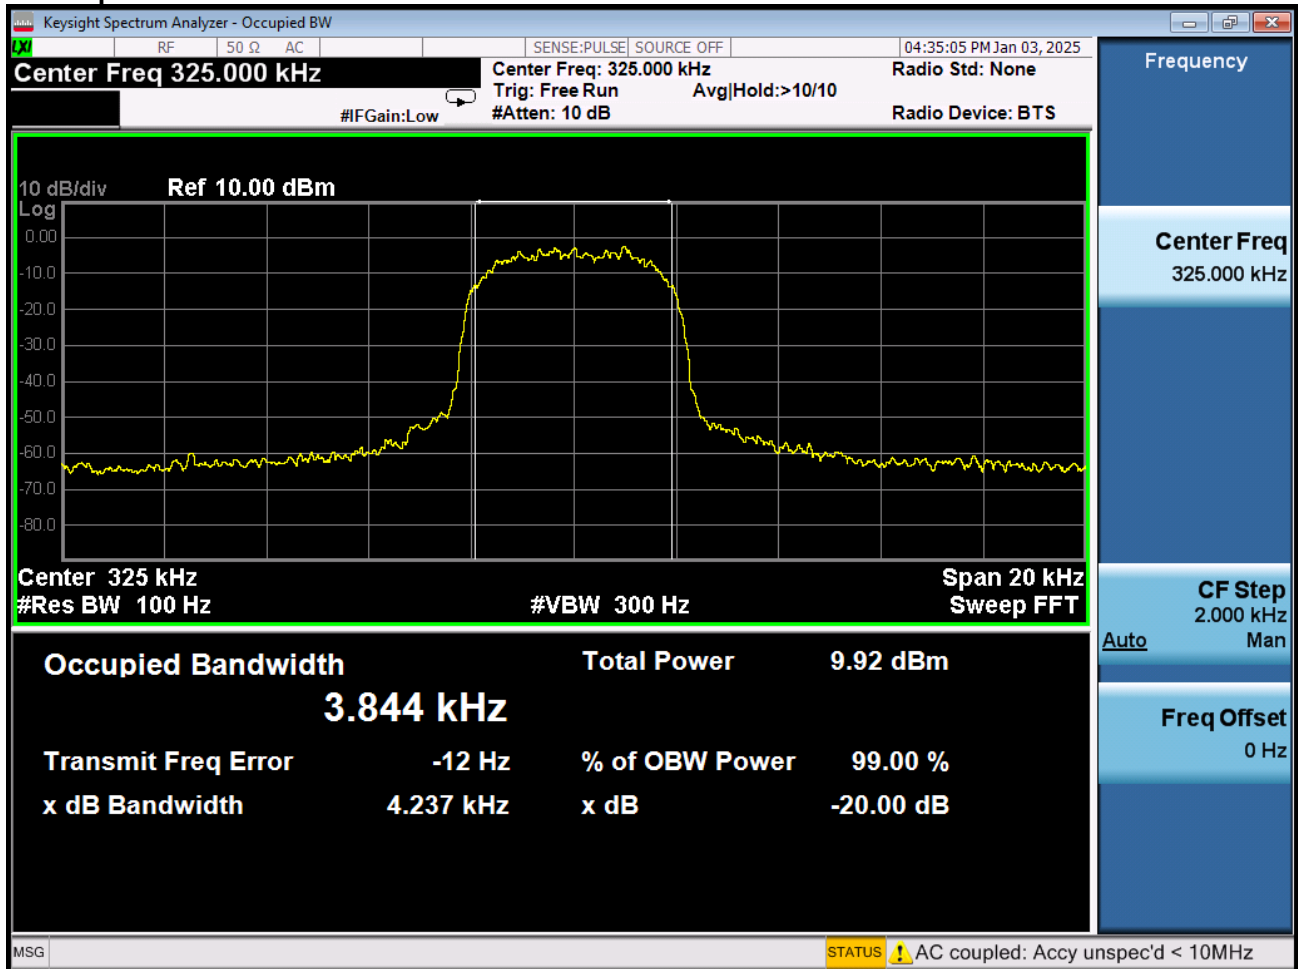 Keysight Spectrum Analyzer - Occupied BW
LXI RF 50 Ω AC SENSE:PULSE SOURCE OFF 04:35:05 PM Jan 03, 2025
Center Freq 325.000 kHz
Center Freq: 325.000 kHz
Radio Std: None
Trig: Free Run Avg|Hold:>10/10
#IFGain:Low
#Atten: 10 dB
Radio Device: BTS
10 dB/div Ref 10.00 dBm
Log
0.00
-10.0
-20.0
-30.0
-40.0
-50.0
-60.0
-70.0
-80.0
Center 325 kHz Span 20 kHz
#Res BW 100 Hz #VBW 300 Hz Sweep FFT
Occupied Bandwidth Total Power 9.92 dBm
3.844 kHz
Transmit Freq Error -12 Hz % of OBW Power 99.00 %
x dB Bandwidth 4.237 kHz x dB -20.00 dB
Frequency
Center Freq
325.000 kHz
CF Step
2.000 kHz
Auto Man
Freq Offset
0 Hz
MSG STATUS AC coupled: Accy unspec'd < 10MHz